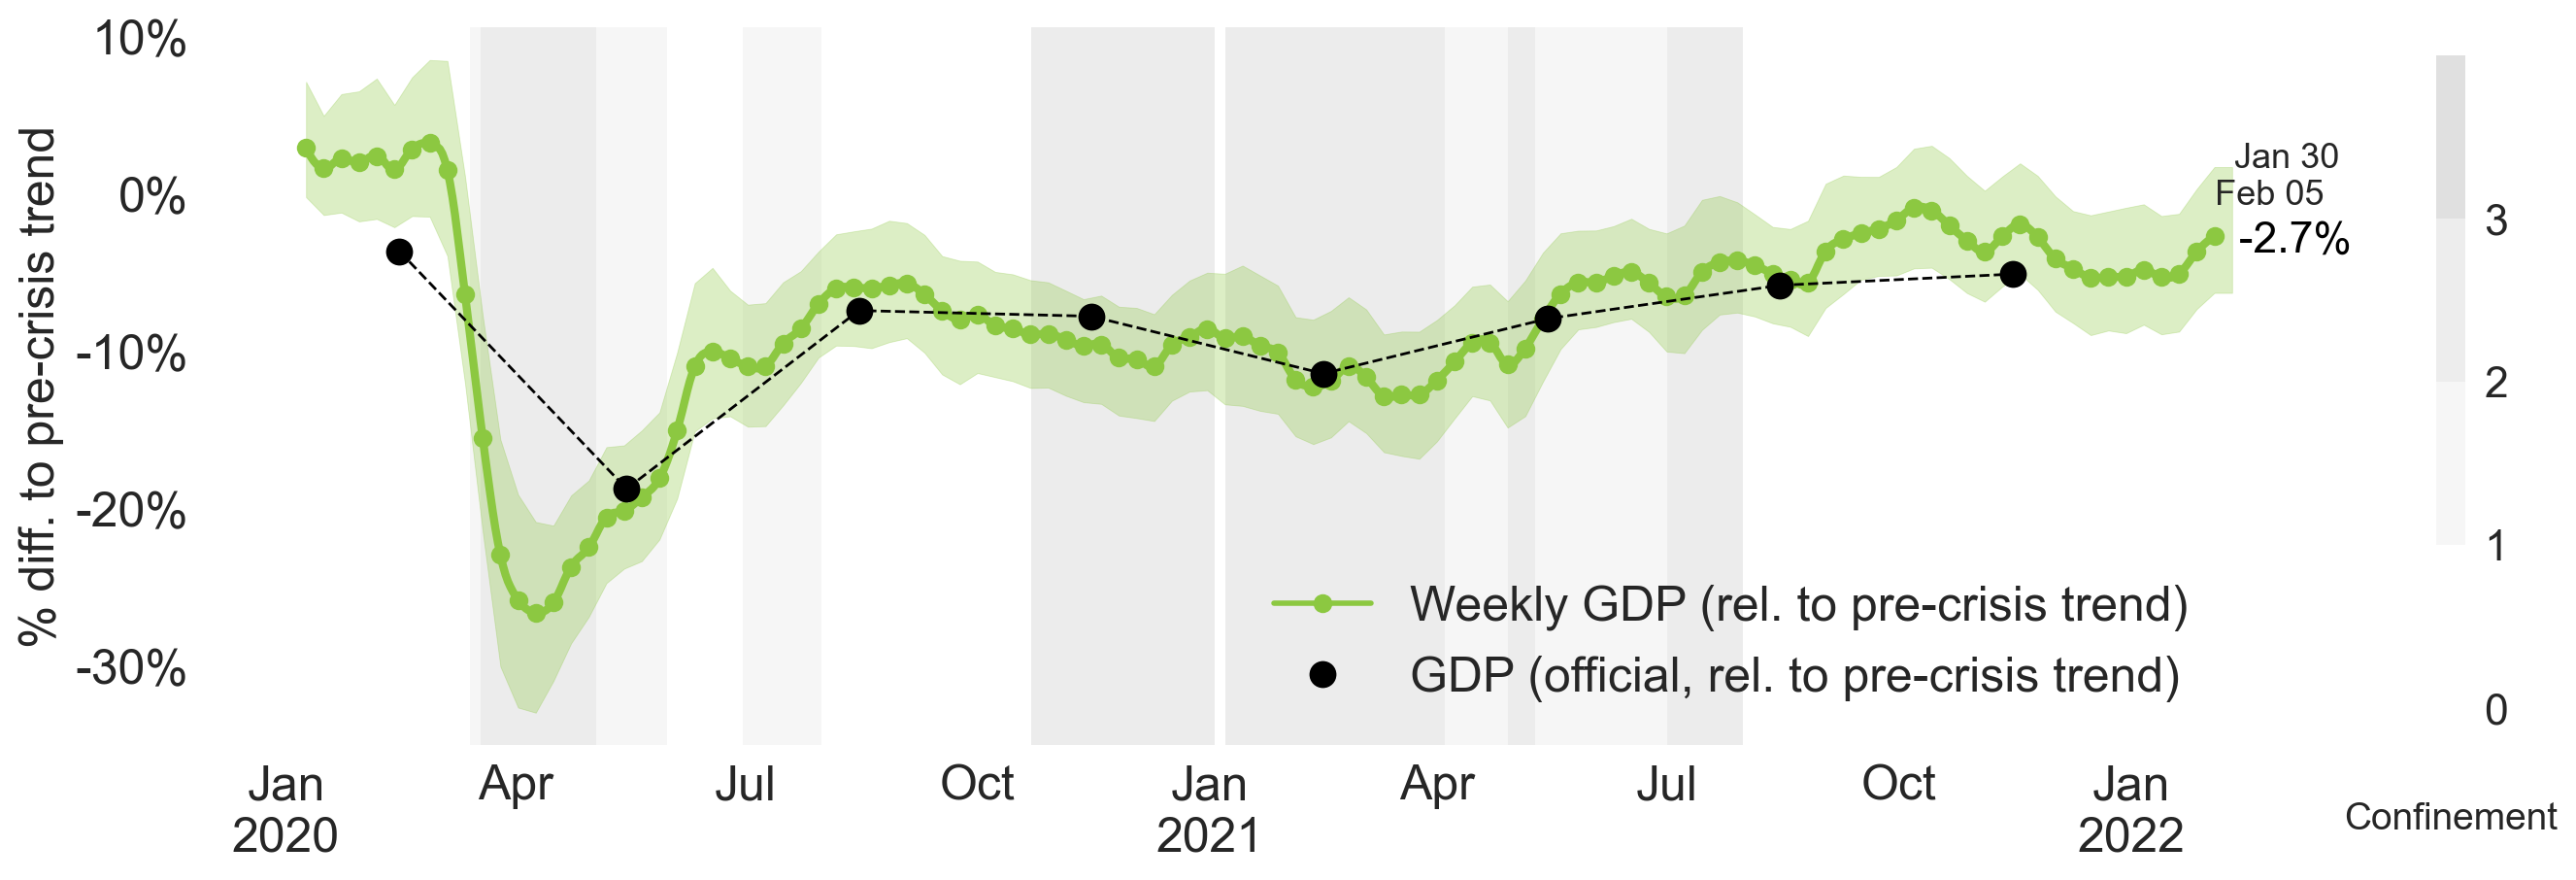 10%
0%
-10%
-20%
-30%
% diff. to pre-crisis trend
Jan 30
Feb 05
-2.7%
Weekly GDP (rel. to pre-crisis trend)
GDP (official, rel. to pre-crisis trend)
Jan Apr Jul Oct Jan Apr Jul Oct Jan
2020 2021 2022
3
2
1
0
Confinement